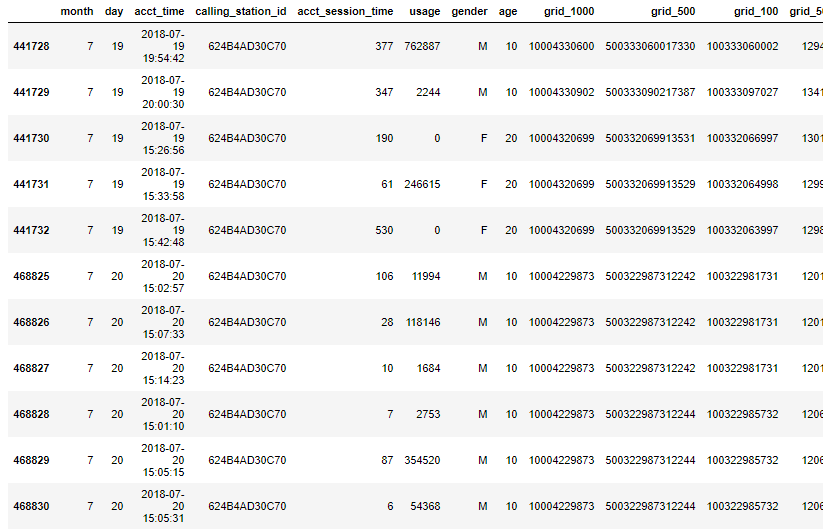 month day acct_time calling_station_id acct_session_time usage gender age grid_1000 grid_500 grid_100 grid_50
2018-07-
441728 7 19 19 624B4AD30C70 377 762887 M 10 10004330600 500333060017330 100333060002 1294
19:54:42
2018-07-
441729 7 19 19 624B4AD30C70 347 2244 M 10 10004330902 500333090217387 100333097027 1341
20:00:30
2018-07-
441730 7 19 19 624B4AD30C70 190 0 F 20 10004320699 500332069913531 100332066997 1301
15:26:56
2018-07-
441731 7 19 19 624B4AD30C70 61 246615 F 20 10004320699 500332069913529 100332064998 1299
15:33:58
2018-07-
441732 7 19 19 624B4AD30C70 530 0 F 20 10004320699 500332069913529 100332063997 1298
15:42:48
2018-07-
468825 7 20 20 624B4AD30C70 106 11994 M 10 10004229873 500322987312242 100322981731 1201
15:02:57
2018-07-
468826 7 20 20 624B4AD30C70 28 118146 M 10 10004229873 500322987312242 100322981731 1201
15:07:33
2018-07-
468827 7 20 20 624B4AD30C70 10 1684 M 10 10004229873 500322987312242 100322981731 1201
15:14:23
2018-07-
468828 7 20 20 624B4AD30C70 7 2753 M 10 10004229873 500322987312244 100322985732 1206
15:01:10
2018-07-
468829 7 20 20 624B4AD30C70 87 354520 M 10 10004229873 500322987312244 100322985732 1206
15:05:15
2018-07-
468830 7 20 20 624B4AD30C70 6 54368 M 10 10004229873 500322987312244 100322985732 1206
15:05:31